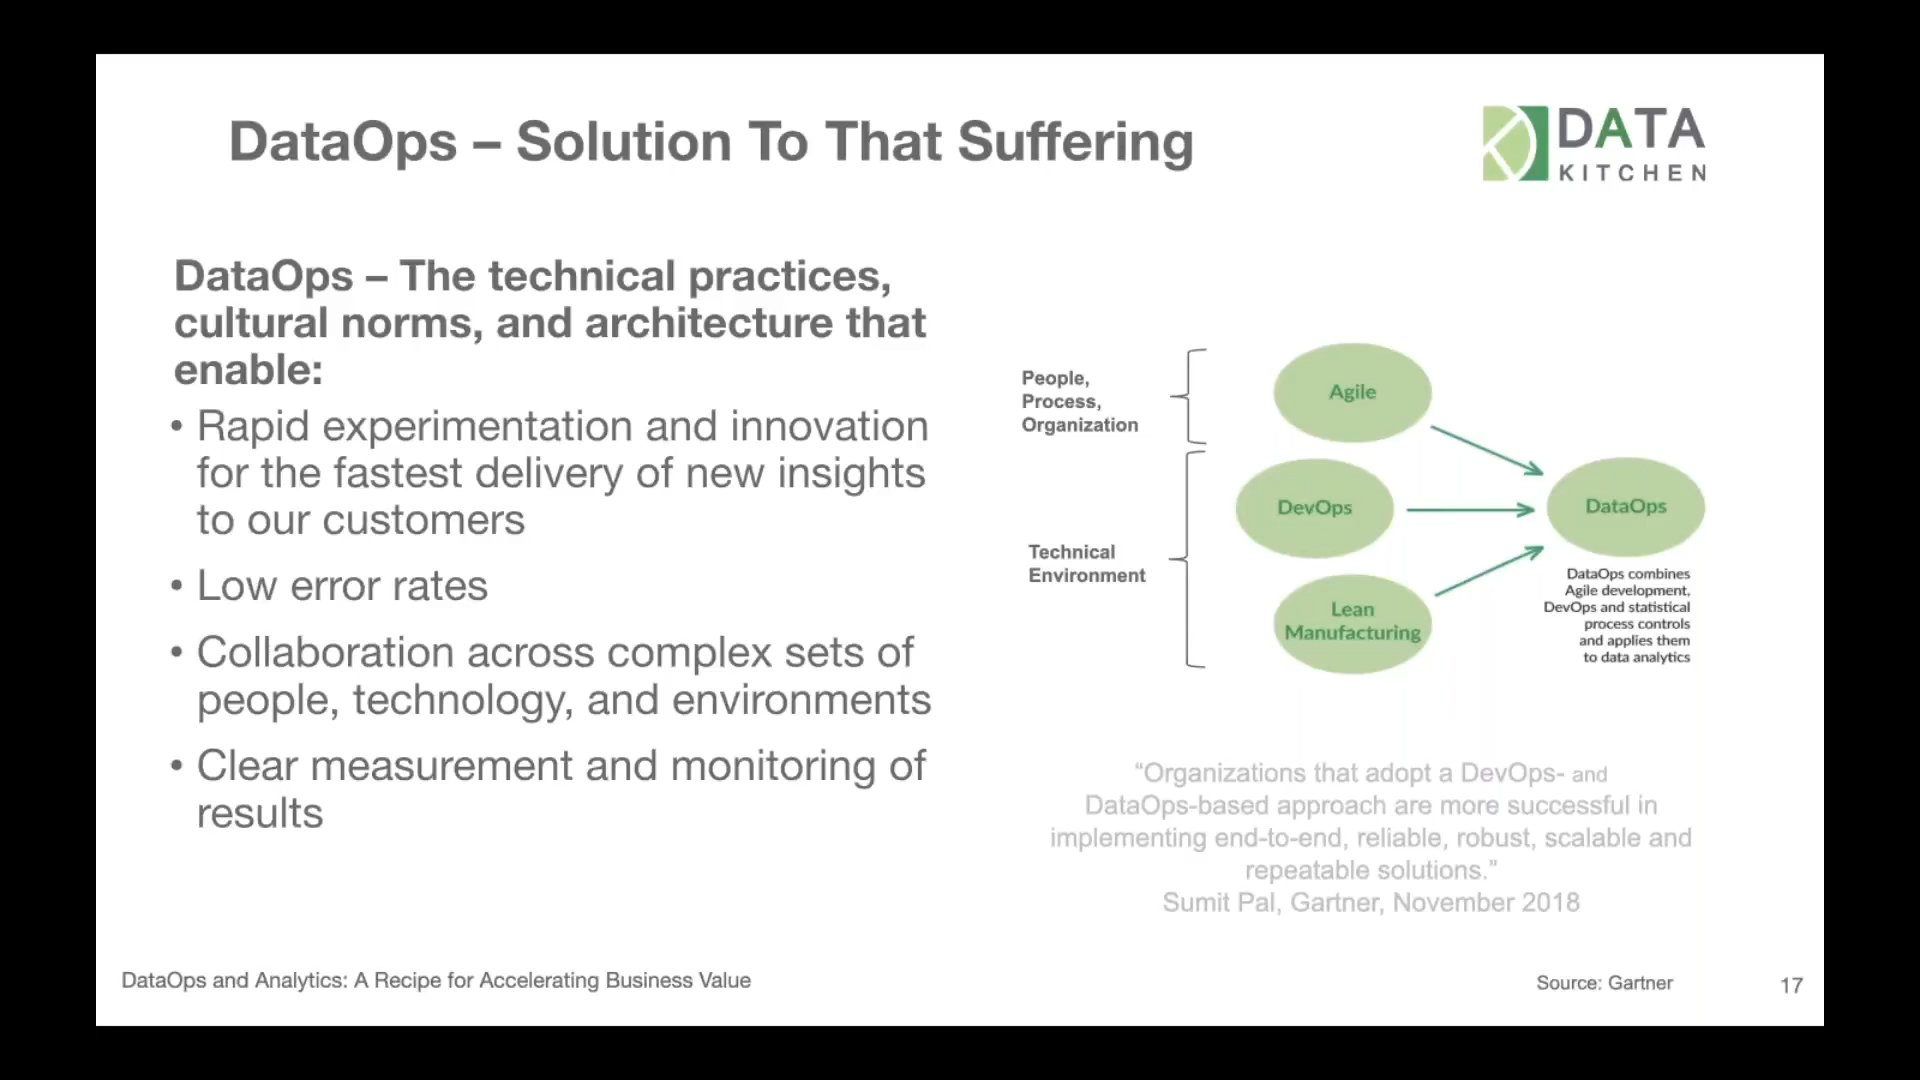 DataOps – Solution To That Suffering
DATA
KITCHEN
DataOps – The technical practices,
cultural norms, and architecture that
enable:
• Rapid experimentation and innovation
for the fastest delivery of new insights
to our customers
• Low error rates
• Collaboration across complex sets of
people, technology, and environments
• Clear measurement and monitoring of
results
People,
Process,
Organization
Technical
Environment
Agile
DevOps
Lean
Manufacturing
DataOps
DataOps combines
Agile development,
DevOps and statistical
process controls
and applies them
to data analytics
“Organizations that adopt a DevOps- and
DataOps-based approach are more successful in
implementing end-to-end, reliable, robust, scalable and
repeatable solutions.”
Sumit Pal, Gartner, November 2018
DataOps and Analytics: A Recipe for Accelerating Business Value
Source: Gartner
17